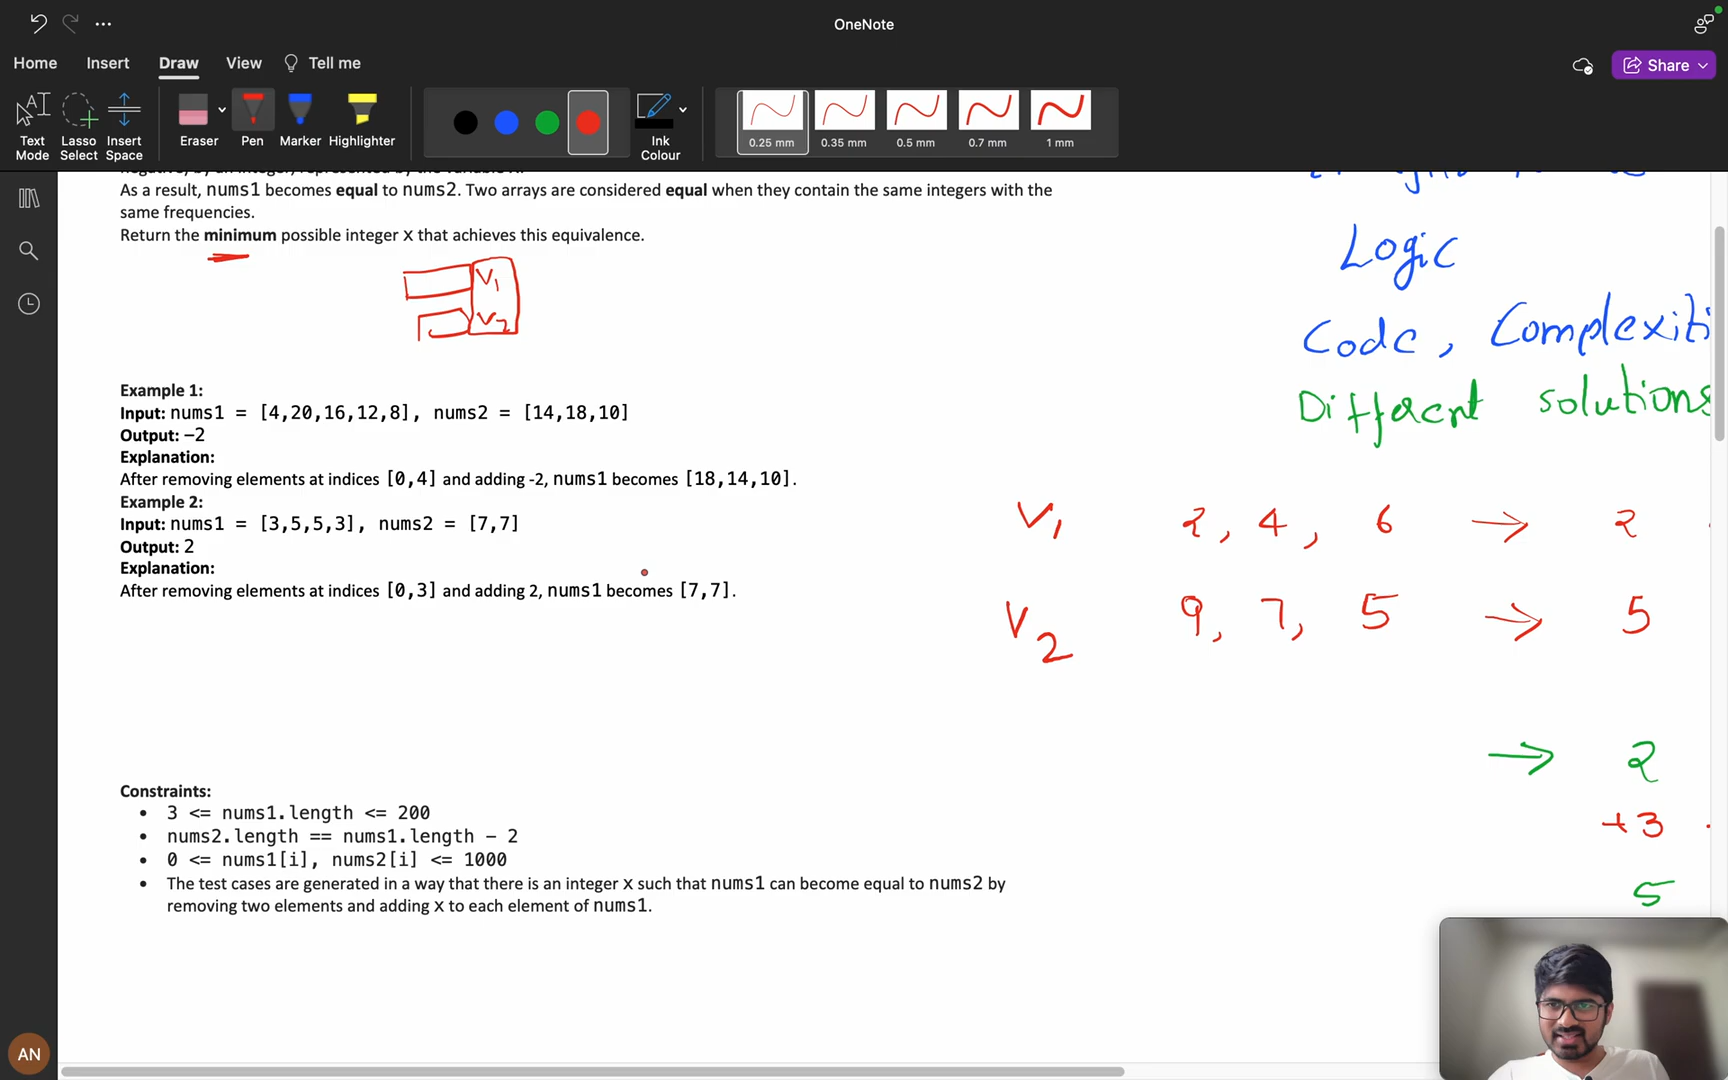 OneNote
Home Insert Draw View Tell me
Share
Text Mode
Lasso Select
Insert Space
Eraser
Pen
Marker
Highlighter
Ink Colour
0.25 mm
0.35 mm
0.5 mm
0.7 mm
1 mm
As a result, nums1 becomes equal to nums2. Two arrays are considered equal when they contain the same integers with the
same frequencies.
Return the minimum possible integer x that achieves this equivalence.
V1
V2
Logic
Code, Complexiti
Different solutions
Example 1:
Input: nums1 = [4,20,16,12,8], nums2 = [14,18,10]
Output: -2
Explanation:
After removing elements at indices [0,4] and adding -2, nums1 becomes [18,14,10].
Example 2:
Input: nums1 = [3,5,5,3], nums2 = [7,7]
Output: 2
Explanation:
After removing elements at indices [0,3] and adding 2, nums1 becomes [7,7].
V1 2, 4, 6 → 2
V2 9, 7, 5 → 5
→ 2
+3
5
Constraints:
• 3 <= nums1.length <= 200
• nums2.length == nums1.length - 2
• 0 <= nums1[i], nums2[i] <= 1000
• The test cases are generated in a way that there is an integer x such that nums1 can become equal to nums2 by
removing two elements and adding x to each element of nums1.
AN